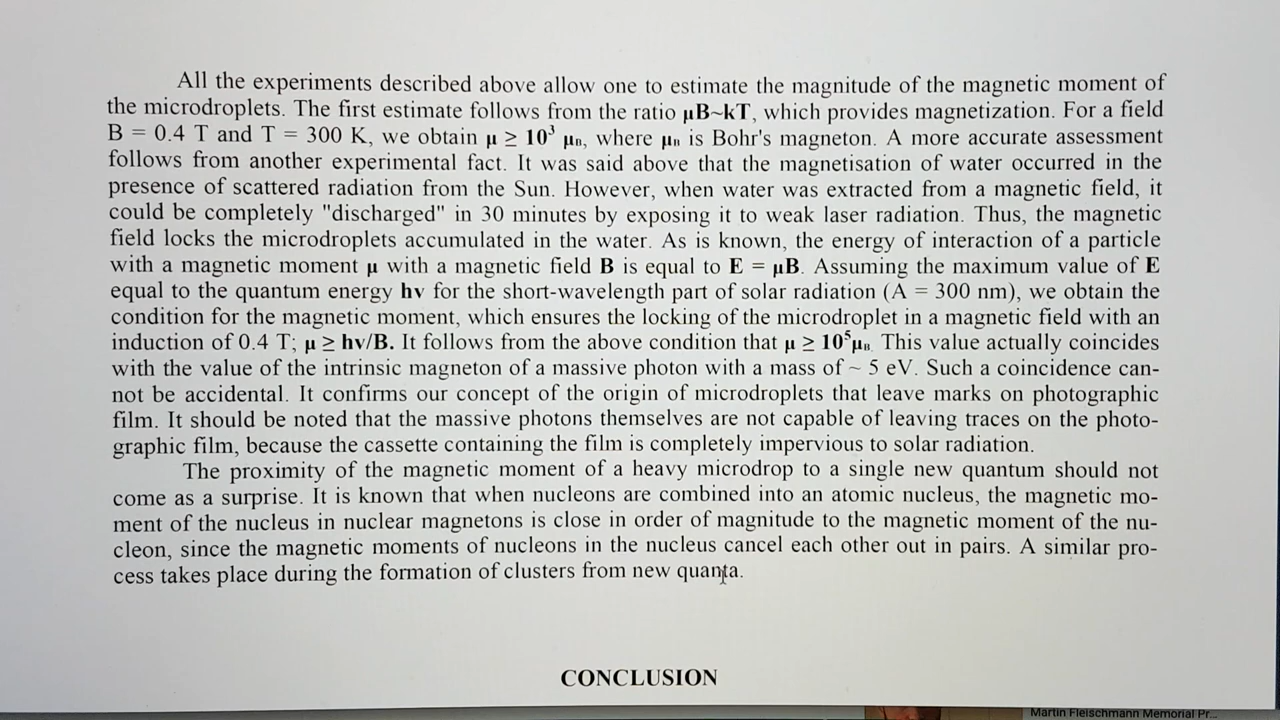 All the experiments described above allow one to estimate the magnitude of the magnetic moment of
the microdroplets. The first estimate follows from the ratio μB~kT, which provides magnetization. For a field
B = 0.4 T and T = 300 K, we obtain μ ≥ 10³ μB, where μB is Bohr's magneton. A more accurate assessment
follows from another experimental fact. It was said above that the magnetisation of water occurred in the
presence of scattered radiation from the Sun. However, when water was extracted from a magnetic field, it
could be completely "discharged" in 30 minutes by exposing it to weak laser radiation. Thus, the magnetic
field locks the microdroplets accumulated in the water. As is known, the energy of interaction of a particle
with a magnetic moment μ with a magnetic field B is equal to E = μB. Assuming the maximum value of E
equal to the quantum energy hv for the short-wavelength part of solar radiation (A = 300 nm), we obtain the
condition for the magnetic moment, which ensures the locking of the microdroplet in a magnetic field with an
induction of 0.4 T; μ ≥ hv/B. It follows from the above condition that μ ≥ 10⁵μB. This value actually coincides
with the value of the intrinsic magneton of a massive photon with a mass of ~ 5 eV. Such a coincidence can-
not be accidental. It confirms our concept of the origin of microdroplets that leave marks on photographic
film. It should be noted that the massive photons themselves are not capable of leaving traces on the photo-
graphic film, because the cassette containing the film is completely impervious to solar radiation.
The proximity of the magnetic moment of a heavy microdrop to a single new quantum should not
come as a surprise. It is known that when nucleons are combined into an atomic nucleus, the magnetic mo-
ment of the nucleus in nuclear magnetons is close in order of magnitude to the magnetic moment of the nu-
cleon, since the magnetic moments of nucleons in the nucleus cancel each other out in pairs. A similar pro-
cess takes place during the formation of clusters from new quanta.
CONCLUSION
Martin Fleischmann Memorial Pr...